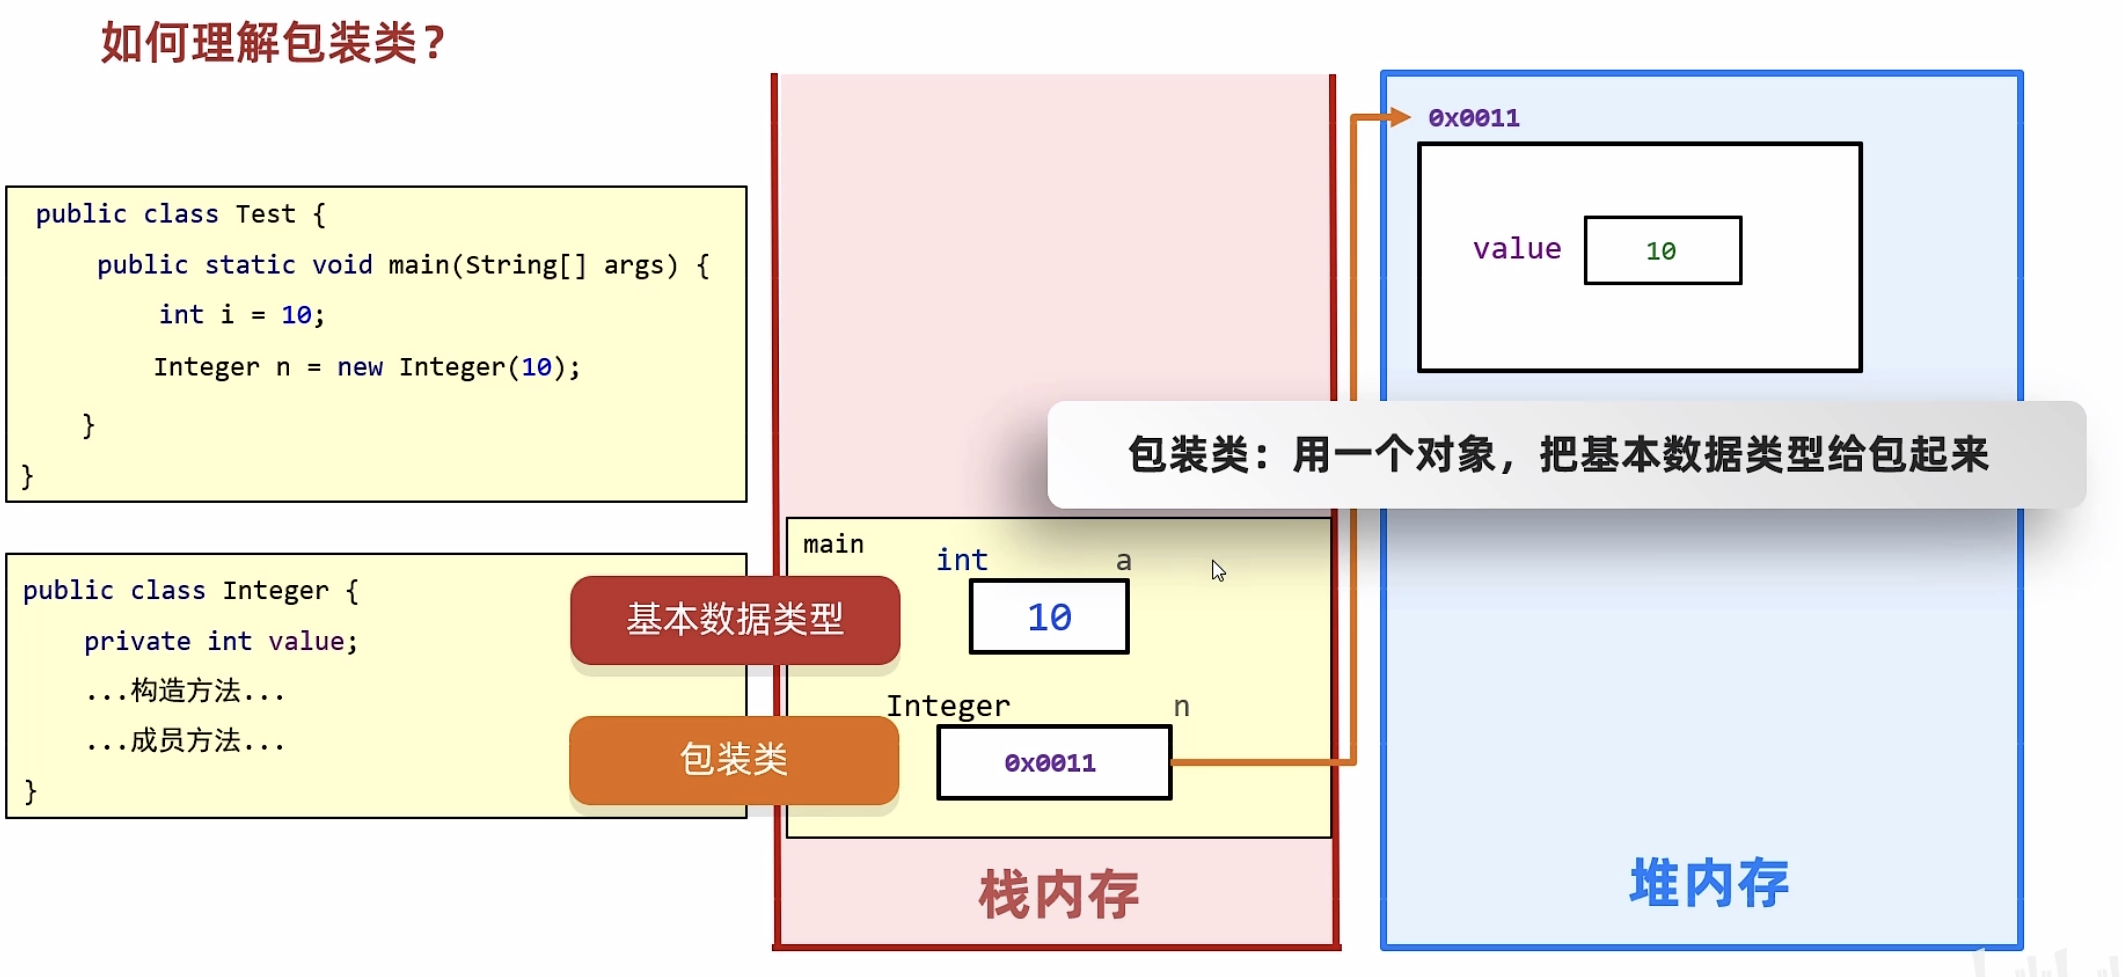 如何理解包装类？
public class Test {
public static void main(String[] args) {
int i = 10;
Integer n = new Integer(10);
}
}
public class Integer {
private int value;
...构造方法...
...成员方法...
}
基本数据类型
包装类
main
int a
10
Integer n
0x0011
栈内存
0x0011
value 10
包装类：用一个对象，把基本数据类型给包起来
堆内存